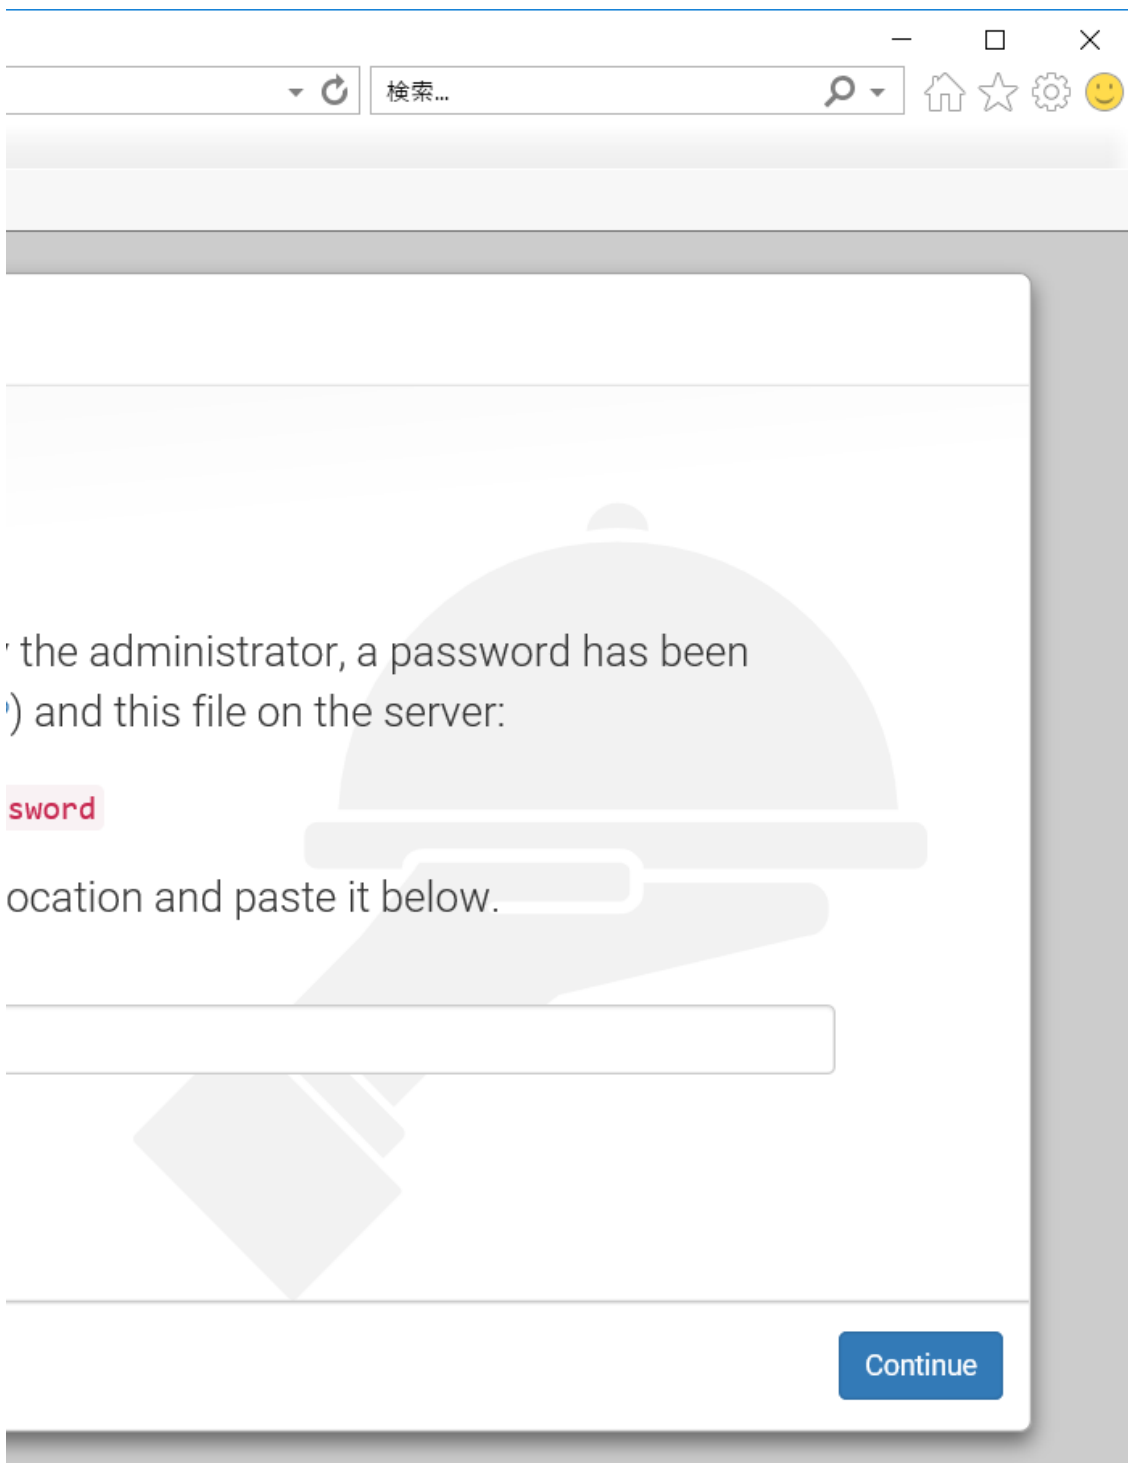 検索...
the administrator, a password has been
) and this file on the server:
sword
ocation and paste it below.
Continue